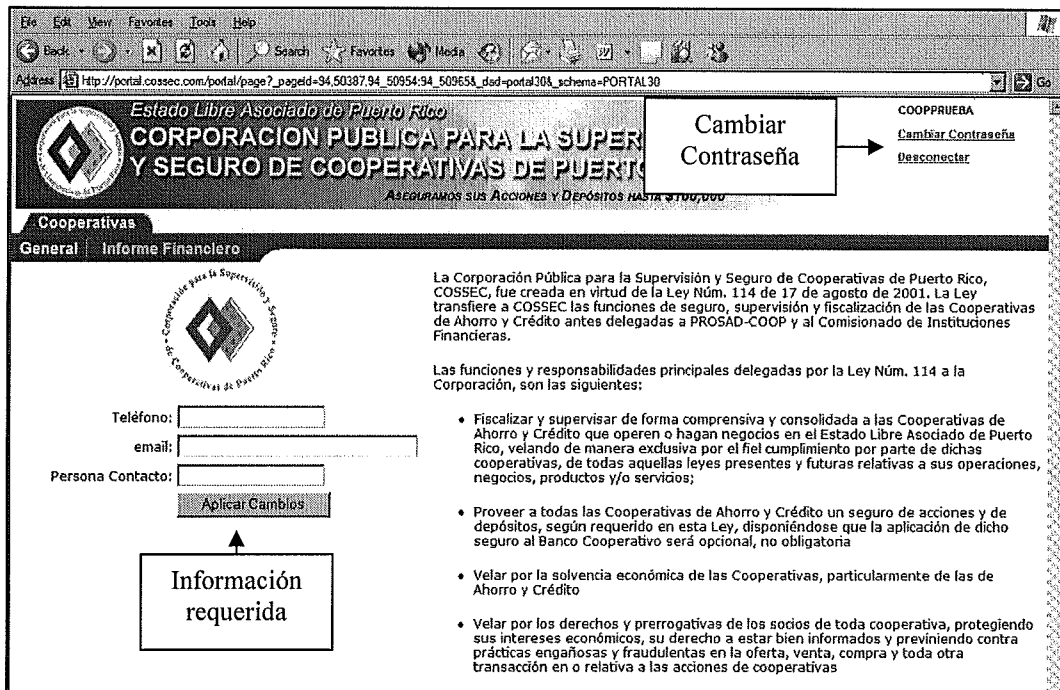 File Edit View Favorites Tools Help
Back Search Favorites Media
Address http://portal.cossec.com/portal/page?_pageid=94,50387,94_50954:94_50965&_dad=portal30&_schema=PORTAL30 Go
Estado Libre Asociado de Puerto Rico
CORPORACION PUBLICA PARA LA SUPER
Y SEGURO DE COOPERATIVAS DE PUERT
ASEGURAMOS SUS ACCIONES Y DEPÓSITOS HASTA $100,000
Cambiar
Contraseña
COOPPRUEBA
Cambiar Contraseña
Desconectar
Cooperativas
General Informe Financiero
Corporación para la Supervisión y Seguro
de Cooperativas de Puerto Rico
Teléfono:
email:
Persona Contacto:
Aplicar Cambios
Información
requerida
La Corporación Pública para la Supervisión y Seguro de Cooperativas de Puerto Rico,
COSSEC, fue creada en virtud de la Ley Núm. 114 de 17 de agosto de 2001. La Ley
transfiere a COSSEC las funciones de seguro, supervisión y fiscalización de las Cooperativas
de Ahorro y Crédito antes delegadas a PROSAD-COOP y al Comisionado de Instituciones
Financieras.
Las funciones y responsabilidades principales delegadas por la Ley Núm. 114 a la
Corporación, son las siguientes:
• Fiscalizar y supervisar de forma comprensiva y consolidada a las Cooperativas de
Ahorro y Crédito que operen o hagan negocios en el Estado Libre Asociado de Puerto
Rico, velando de manera exclusiva por el fiel cumplimiento por parte de dichas
cooperativas, de todas aquellas leyes presentes y futuras relativas a sus operaciones,
negocios, productos y/o servicios;
• Proveer a todas las Cooperativas de Ahorro y Crédito un seguro de acciones y de
depósitos, según requerido en esta Ley, disponiéndose que la aplicación de dicho
seguro al Banco Cooperativo será opcional, no obligatoria
• Velar por la solvencia económica de las Cooperativas, particularmente de las de
Ahorro y Crédito
• Velar por los derechos y prerrogativas de los socios de toda cooperativa, protegiendo
sus intereses económicos, su derecho a estar bien informados y previniendo contra
prácticas engañosas y fraudulentas en la oferta, venta, compra y toda otra
transacción en o relativa a las acciones de cooperativas